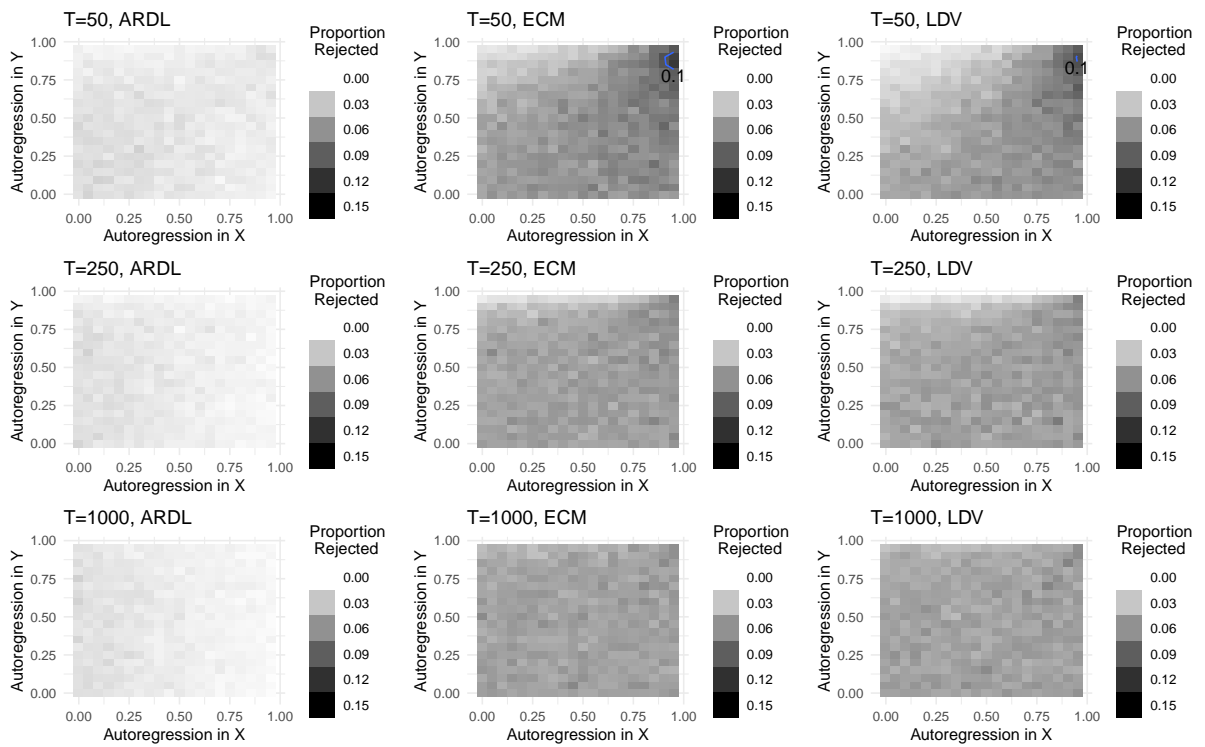 T=50, ARDL
Proportion
Rejected
0.00
0.03
0.06
0.09
0.12
0.15
Autoregression in Y
1.00
0.75
0.50
0.25
0.00
0.00 0.25 0.50 0.75 1.00
Autoregression in X
T=50, ECM
Proportion
Rejected
0.00
0.03
0.06
0.09
0.12
0.15
Autoregression in Y
1.00
0.75
0.50
0.25
0.00
0.1
0.00 0.25 0.50 0.75 1.00
Autoregression in X
T=50, LDV
Proportion
Rejected
0.00
0.03
0.06
0.09
0.12
0.15
Autoregression in Y
1.00
0.75
0.50
0.25
0.00
0.1
0.00 0.25 0.50 0.75 1.00
Autoregression in X
T=250, ARDL
Proportion
Rejected
0.00
0.03
0.06
0.09
0.12
0.15
Autoregression in Y
1.00
0.75
0.50
0.25
0.00
0.00 0.25 0.50 0.75 1.00
Autoregression in X
T=250, ECM
Proportion
Rejected
0.00
0.03
0.06
0.09
0.12
0.15
Autoregression in Y
1.00
0.75
0.50
0.25
0.00
0.00 0.25 0.50 0.75 1.00
Autoregression in X
T=250, LDV
Proportion
Rejected
0.00
0.03
0.06
0.09
0.12
0.15
Autoregression in Y
1.00
0.75
0.50
0.25
0.00
0.00 0.25 0.50 0.75 1.00
Autoregression in X
T=1000, ARDL
Proportion
Rejected
0.00
0.03
0.06
0.09
0.12
0.15
Autoregression in Y
1.00
0.75
0.50
0.25
0.00
0.00 0.25 0.50 0.75 1.00
Autoregression in X
T=1000, ECM
Proportion
Rejected
0.00
0.03
0.06
0.09
0.12
0.15
Autoregression in Y
1.00
0.75
0.50
0.25
0.00
0.00 0.25 0.50 0.75 1.00
Autoregression in X
T=1000, LDV
Proportion
Rejected
0.00
0.03
0.06
0.09
0.12
0.15
Autoregression in Y
1.00
0.75
0.50
0.25
0.00
0.00 0.25 0.50 0.75 1.00
Autoregression in X